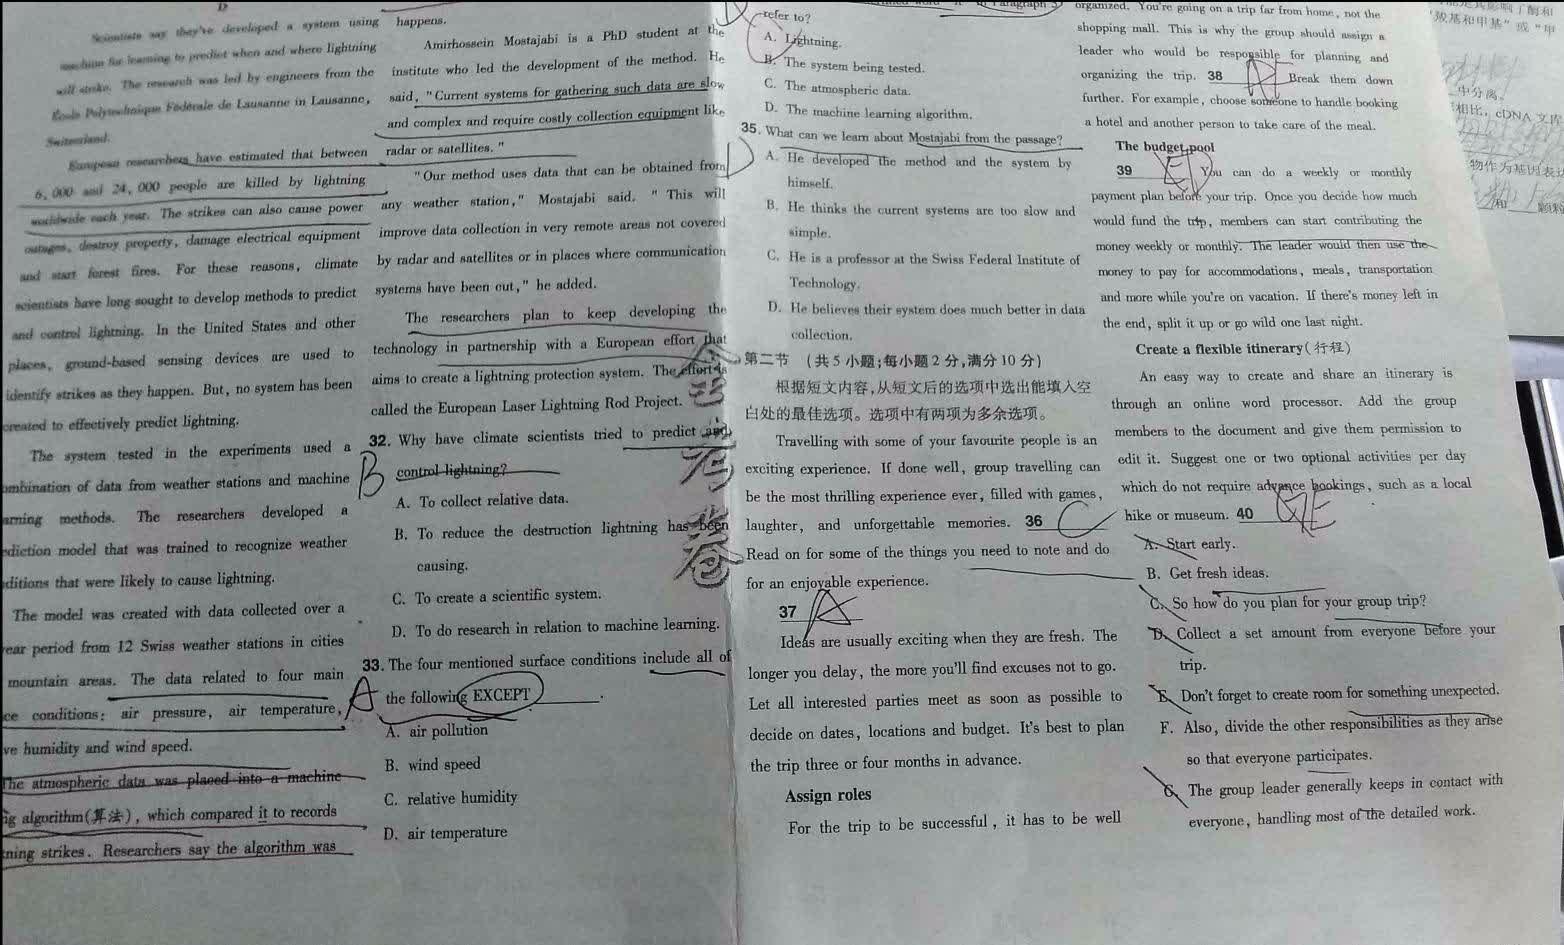 D
Scientists say they've developed a system using
machine learning to predict when and where lightning
will strike. The research was led by engineers from the
École Polytechnique Fédérale de Lausanne in Lausanne,
Switzerland.
European researchers have estimated that between
6,000 and 24,000 people are killed by lightning
worldwide each year. The strikes can also cause power
outages, destroy property, damage electrical equipment
and start forest fires. For these reasons, climate
scientists have long sought to develop methods to predict
and control lightning. In the United States and other
places, ground-based sensing devices are used to
identify strikes as they happen. But, no system has been
created to effectively predict lightning.
The system tested in the experiments used a
ombination of data from weather stations and machine
arning methods. The researchers developed a
ediction model that was trained to recognize weather
ditions that were likely to cause lightning.
The model was created with data collected over a
ear period from 12 Swiss weather stations in cities
mountain areas. The data related to four main
ce conditions: air pressure, air temperature,
ve humidity and wind speed.
The atmospheric data was placed into a machine
ng algorithm(算法), which compared it to records
tning strikes. Researchers say the algorithm was
happens.
Amirhossein Mostajabi is a PhD student at the
institute who led the development of the method. He
said, "Current systems for gathering such data are slow
and complex and require costly collection equipment like
radar or satellites."
"Our method uses data that can be obtained from
any weather station," Mostajabi said. "This will
improve data collection in very remote areas not covered
by radar and satellites or in places where communication
systems have been cut," he added.
The researchers plan to keep developing the
technology in partnership with a European effort that
aims to create a lightning protection system. The effort is
called the European Laser Lightning Rod Project.
32. Why have climate scientists tried to predict and
B
control lightning?
A. To collect relative data.
B. To reduce the destruction lightning has been
causing.
C. To create a scientific system.
D. To do research in relation to machine learning.
33. The four mentioned surface conditions include all of
A
the following EXCEPT ______.
A. air pollution
B. wind speed
C. relative humidity
D. air temperature
卷
refer to?
A. Lightning.
B. The system being tested.
C. The atmospheric data.
D. The machine learning algorithm.
35. What can we learn about Mostajabi from the passage?
D
A. He developed the method and the system by
himself.
B. He thinks the current systems are too slow and
simple.
C. He is a professor at the Swiss Federal Institute of
Technology.
D. He believes their system does much better in data
collection.
第二节 (共5小题;每小题2分,满分10分)
根据短文内容,从短文后的选项中选出能填入空
白处的最佳选项。选项中有两项为多余选项。
Travelling with some of your favourite people is an
exciting experience. If done well, group travelling can
be the most thrilling experience ever, filled with games,
laughter, and unforgettable memories. 36 C
Read on for some of the things you need to note and do
for an enjoyable experience.
37 A
Ideas are usually exciting when they are fresh. The
longer you delay, the more you'll find excuses not to go.
Let all interested parties meet as soon as possible to
decide on dates, locations and budget. It's best to plan
the trip three or four months in advance.
Assign roles
For the trip to be successful, it has to be well
organized. You're going on a trip far from home, not the
shopping mall. This is why the group should assign a
leader who would be responsible for planning and
organizing the trip. 38 Break them down
further. For example, choose someone to handle booking
a hotel and another person to take care of the meal.
The budget pool
39 You can do a weekly or monthly
payment plan before your trip. Once you decide how much
would fund the trip, members can start contributing the
money weekly or monthly. The leader would then use the
money to pay for accommodations, meals, transportation
and more while you're on vacation. If there's money left in
the end, split it up or go wild one last night.
Create a flexible itinerary(行程)
An easy way to create and share an itinerary is
through an online word processor. Add the group
members to the document and give them permission to
edit it. Suggest one or two optional activities per day
which do not require advance bookings, such as a local
hike or museum. 40 E
A. Start early.
B. Get fresh ideas.
C. So how do you plan for your group trip?
D. Collect a set amount from everyone before your
trip.
E. Don't forget to create room for something unexpected.
F. Also, divide the other responsibilities as they arise
so that everyone participates.
G. The group leader generally keeps in contact with
everyone, handling most of the detailed work.
羧基和甲基"或"甲
中分离。
相比, cDNA文库
物作为基因表达
和 颗粒